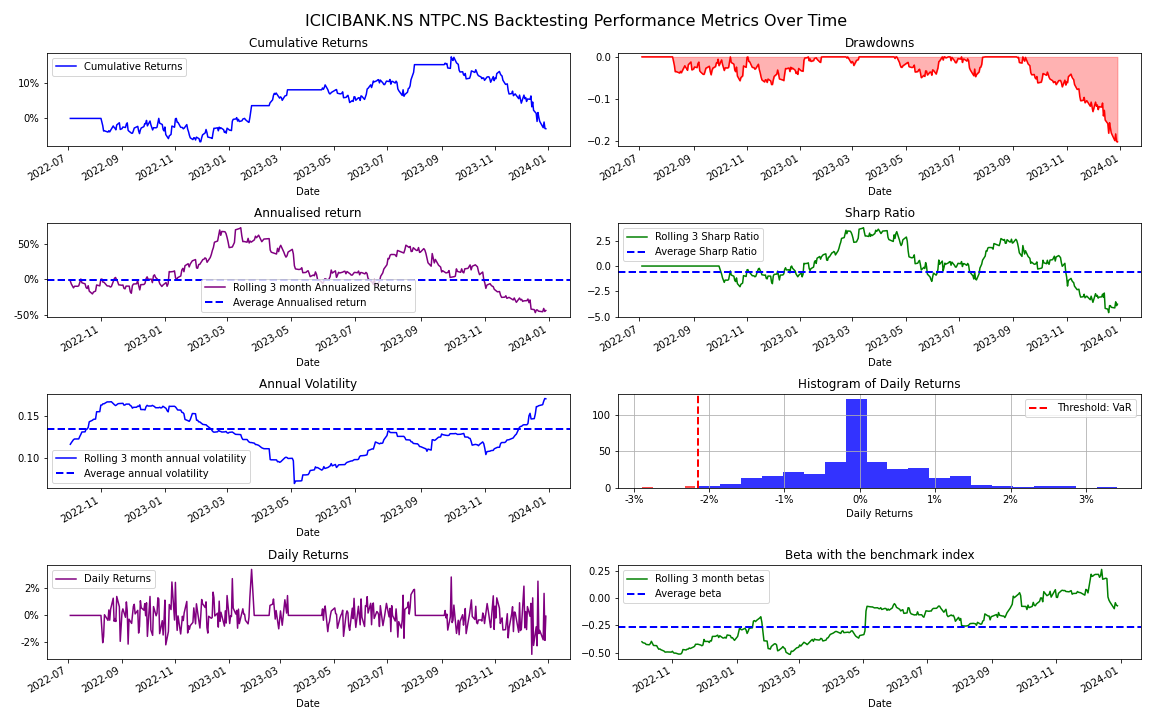 ICICIBANK.NS NTPC.NS Backtesting Performance Metrics Over Time
Cumulative Returns
Cumulative Returns
10%
0%
2022-07 2022-09 2022-11 2023-01 2023-03 2023-05 2023-07 2023-09 2023-11 2024-01
Date
Drawdowns
0.0
−0.1
−0.2
2022-07 2022-09 2022-11 2023-01 2023-03 2023-05 2023-07 2023-09 2023-11 2024-01
Date
Annualised return
50%
0%
-50%
Rolling 3 month Annualized Returns
Average Annualised return
2022-11 2023-01 2023-03 2023-05 2023-07 2023-09 2023-11 2024-01
Date
Sharp Ratio
Rolling 3 Sharp Ratio
Average Sharp Ratio
2.5
0.0
−2.5
−5.0
2022-07 2022-09 2022-11 2023-01 2023-03 2023-05 2023-07 2023-09 2023-11 2024-01
Date
Annual Volatility
0.15
0.10
Rolling 3 month annual volatility
Average annual volatility
2022-11 2023-01 2023-03 2023-05 2023-07 2023-09 2023-11 2024-01
Date
Histogram of Daily Returns
Threshold: VaR
100
50
0
-3% -2% -1% 0% 1% 2% 3%
Daily Returns
Daily Returns
Daily Returns
2%
0%
-2%
2022-07 2022-09 2022-11 2023-01 2023-03 2023-05 2023-07 2023-09 2023-11 2024-01
Date
Beta with the benchmark index
Rolling 3 month betas
Average beta
0.25
0.00
−0.25
−0.50
2022-11 2023-01 2023-03 2023-05 2023-07 2023-09 2023-11 2024-01
Date